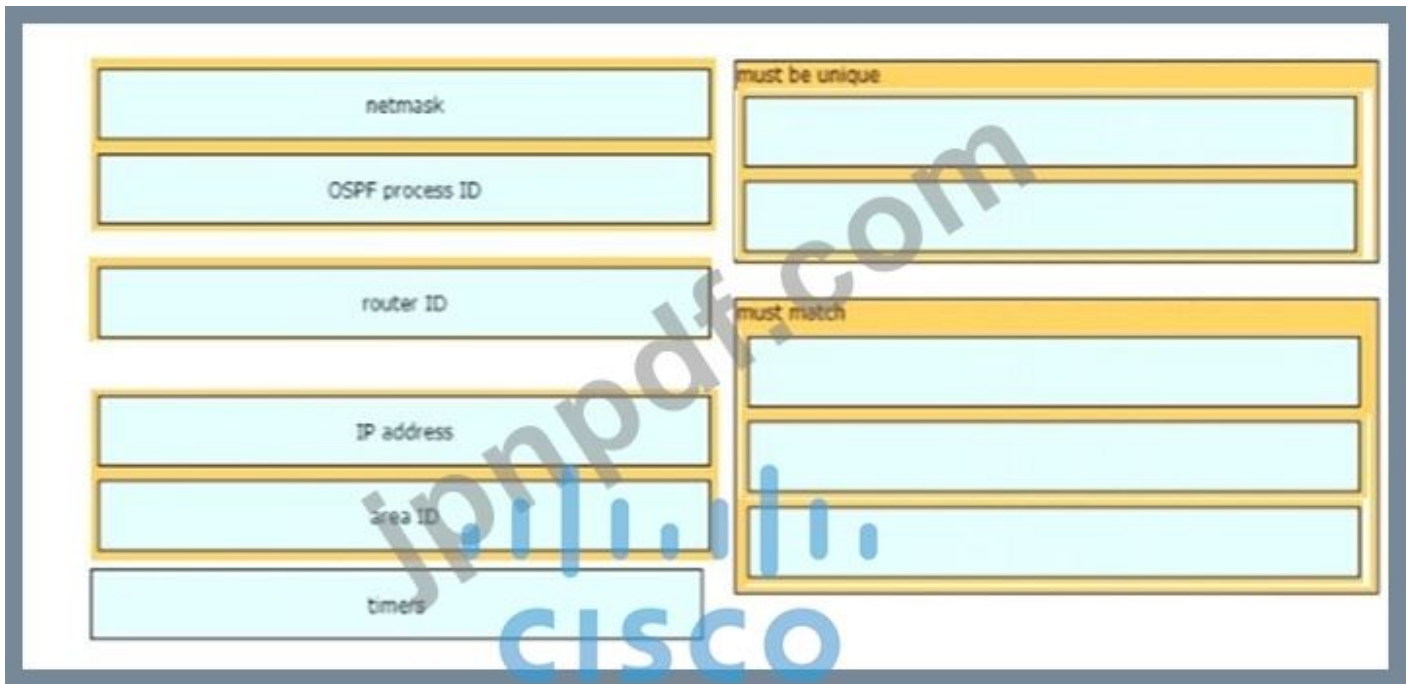 netmask
OSPF process ID
router ID
IP address
area ID
timers
must be unique
must match
jpnpdf.com
CISCO